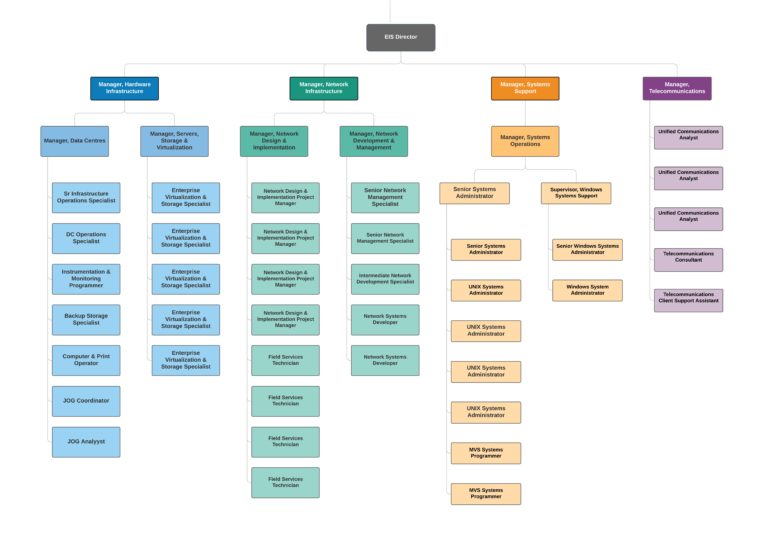 EIS Director
Manager, Hardware
Infrastructure
Manager, Network
Infrastructure
Manager, Systems
Support
Manager,
Telecommunications
Manager, Data Centres
Manager, Servers,
Storage &
Virtualization
Manager, Network
Design &
Implementation
Manager, Network
Development &
Management
Manager, Systems
Operations
Sr Infrastructure
Operations Specialist
DC Operations
Specialist
Instrumentation &
Monitoring
Programmer
Backup Storage
Specialist
Computer & Print
Operator
JOG Coordinator
JOG Analyyst
Enterprise
Virtualization &
Storage Specialist
Enterprise
Virtualization &
Storage Specialist
Enterprise
Virtualization &
Storage Specialist
Enterprise
Virtualization &
Storage Specialist
Enterprise
Virtualization &
Storage Specialist
Network Design &
Implementation Project
Manager
Network Design &
Implementation Project
Manager
Network Design &
Implementation Project
Manager
Network Design &
Implementation Project
Manager
Field Services
Technician
Field Services
Technician
Field Services
Technician
Field Services
Technician
Senior Network
Management
Specialist
Senior Network
Management Specialist
Intermediate Network
Development Specialist
Network Systems
Developer
Network Systems
Developer
Senior Systems
Administrator
Senior Systems
Administrator
UNIX Systems
Administrator
UNIX Systems
Administrator
UNIX Systems
Administrator
UNIX Systems
Administrator
MVS Systems
Programmer
MVS Systems
Programmer
Supervisor, Windows
Systems Support
Senior Windows Systems
Administrator
Windows System
Administrator
Unified Communications
Analyst
Unified Communications
Analyst
Unified Communications
Analyst
Telecommunications
Consultant
Telecommunications
Client Support Assistant